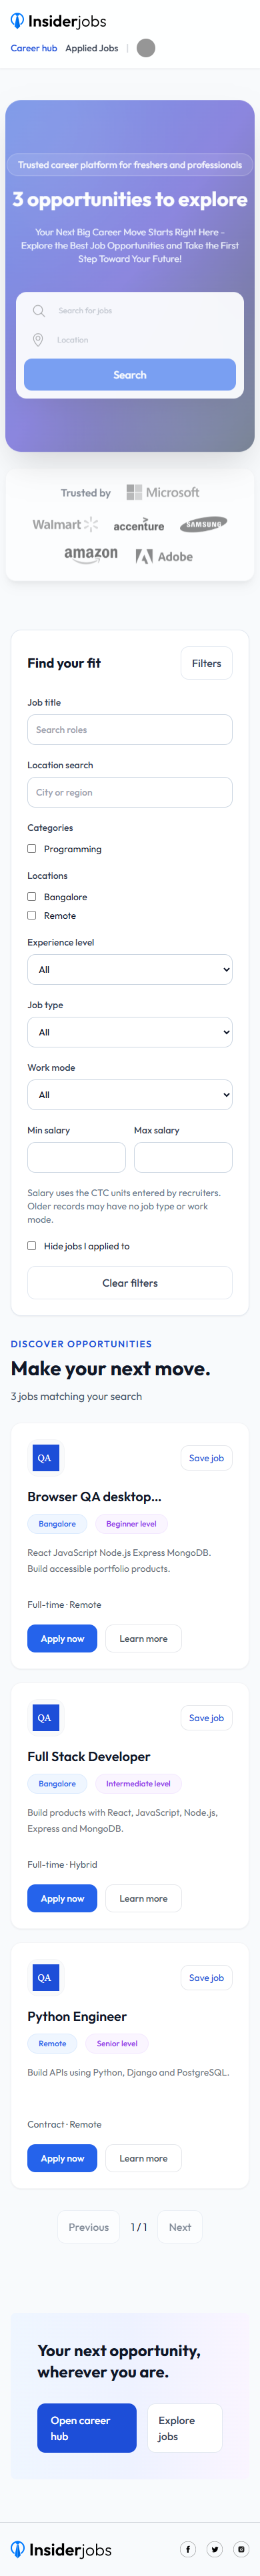 Insiderjobs
Career hub Applied Jobs |
Trusted career platform for freshers and professionals
3 opportunities to explore
Your Next Big Career Move Starts Right Here -
Explore the Best Job Opportunities and Take the First
Step Toward Your Future!
Search for jobs
Location
Search
Trusted by Microsoft
Walmart accenture SAMSUNG
amazon Adobe
Find your fit Filters
Job title
Search roles
Location search
City or region
Categories
Programming
Locations
Bangalore
Remote
Experience level
All
Job type
All
Work mode
All
Min salary Max salary
Salary uses the CTC units entered by recruiters.
Older records may have no job type or work
mode.
Hide jobs I applied to
Clear filters
DISCOVER OPPORTUNITIES
Make your next move.
3 jobs matching your search
QA Save job
Browser QA desktop...
Bangalore Beginner level
React JavaScript Node.js Express MongoDB.
Build accessible portfolio products.
Full-time · Remote
Apply now Learn more
QA Save job
Full Stack Developer
Bangalore Intermediate level
Build products with React, JavaScript, Node.js,
Express and MongoDB.
Full-time · Hybrid
Apply now Learn more
QA Save job
Python Engineer
Remote Senior level
Build APIs using Python, Django and PostgreSQL.
Contract · Remote
Apply now Learn more
Previous 1 / 1 Next
Your next opportunity,
wherever you are.
Open career
hub
Explore
jobs
Insiderjobs